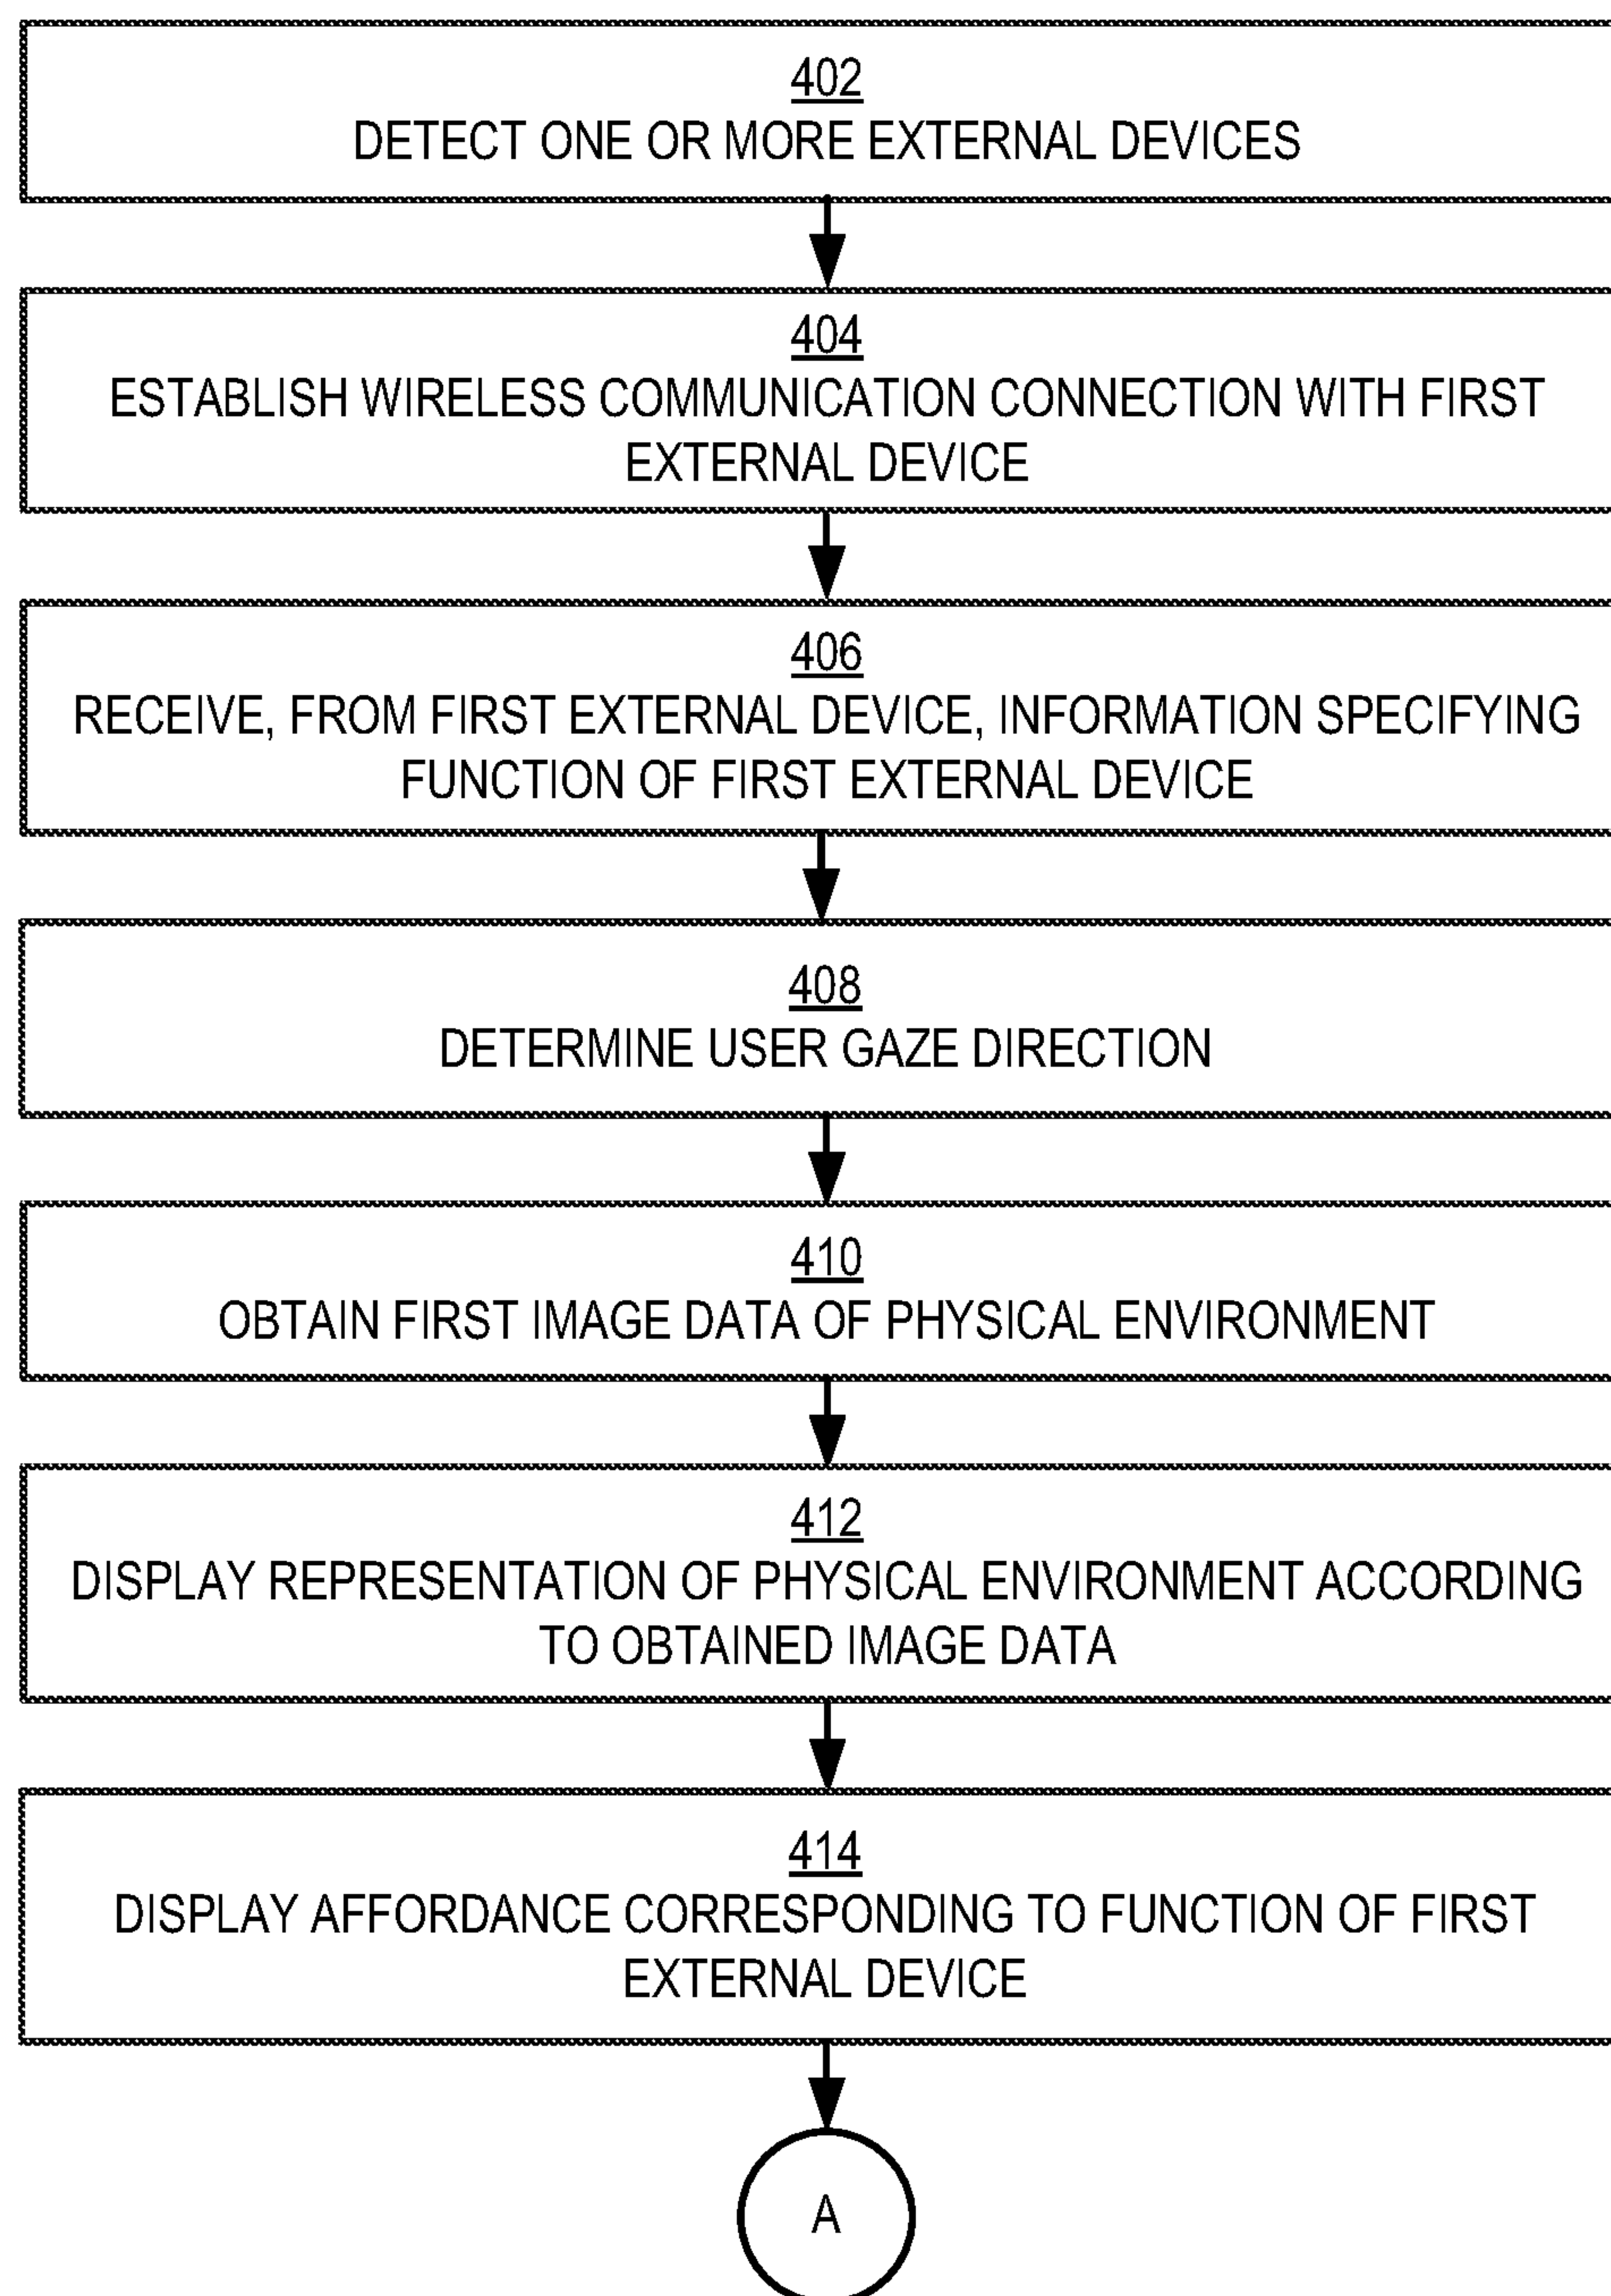 402
DETECT ONE OR MORE EXTERNAL DEVICES
404
ESTABLISH WIRELESS COMMUNICATION CONNECTION WITH FIRST
EXTERNAL DEVICE
406
RECEIVE, FROM FIRST EXTERNAL DEVICE, INFORMATION SPECIFYING
FUNCTION OF FIRST EXTERNAL DEVICE
408
DETERMINE USER GAZE DIRECTION
410
OBTAIN FIRST IMAGE DATA OF PHYSICAL ENVIRONMENT
412
DISPLAY REPRESENTATION OF PHYSICAL ENVIRONMENT ACCORDING
TO OBTAINED IMAGE DATA
414
DISPLAY AFFORDANCE CORRESPONDING TO FUNCTION OF FIRST
EXTERNAL DEVICE
A